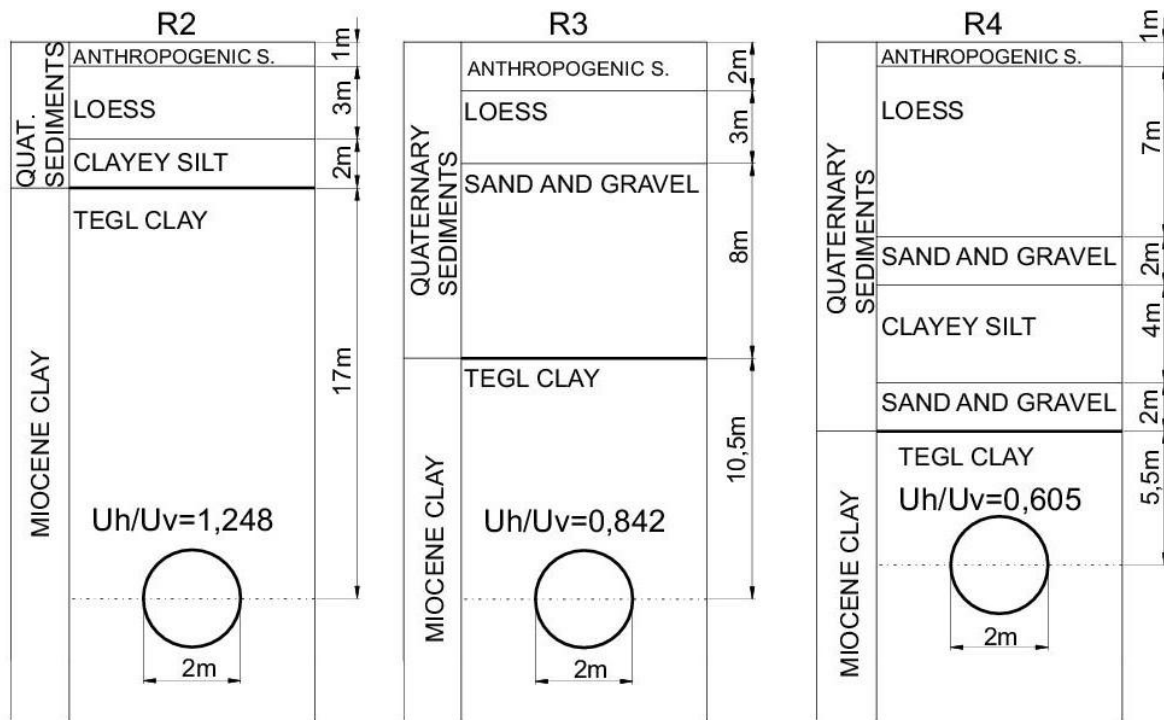 R2
QUAT.
SEDIMENTS
MIOCENE CLAY
ANTHROPOGENIC S.
LOESS
CLAYEY SILT
TEGL CLAY
Uh/Uv=1,248
2m
1m
3m
2m
17m
R3
QUATERNARY
SEDIMENTS
MIOCENE CLAY
ANTHROPOGENIC S.
LOESS
SAND AND GRAVEL
TEGL CLAY
Uh/Uv=0,842
2m
2m
3m
8m
10,5m
R4
QUATERNARY
SEDIMENTS
MIOCENE CLAY
ANTHROPOGENIC S.
LOESS
SAND AND GRAVEL
CLAYEY SILT
SAND AND GRAVEL
TEGL CLAY
Uh/Uv=0,605
2m
1m
7m
2m
4m
2m
5,5m